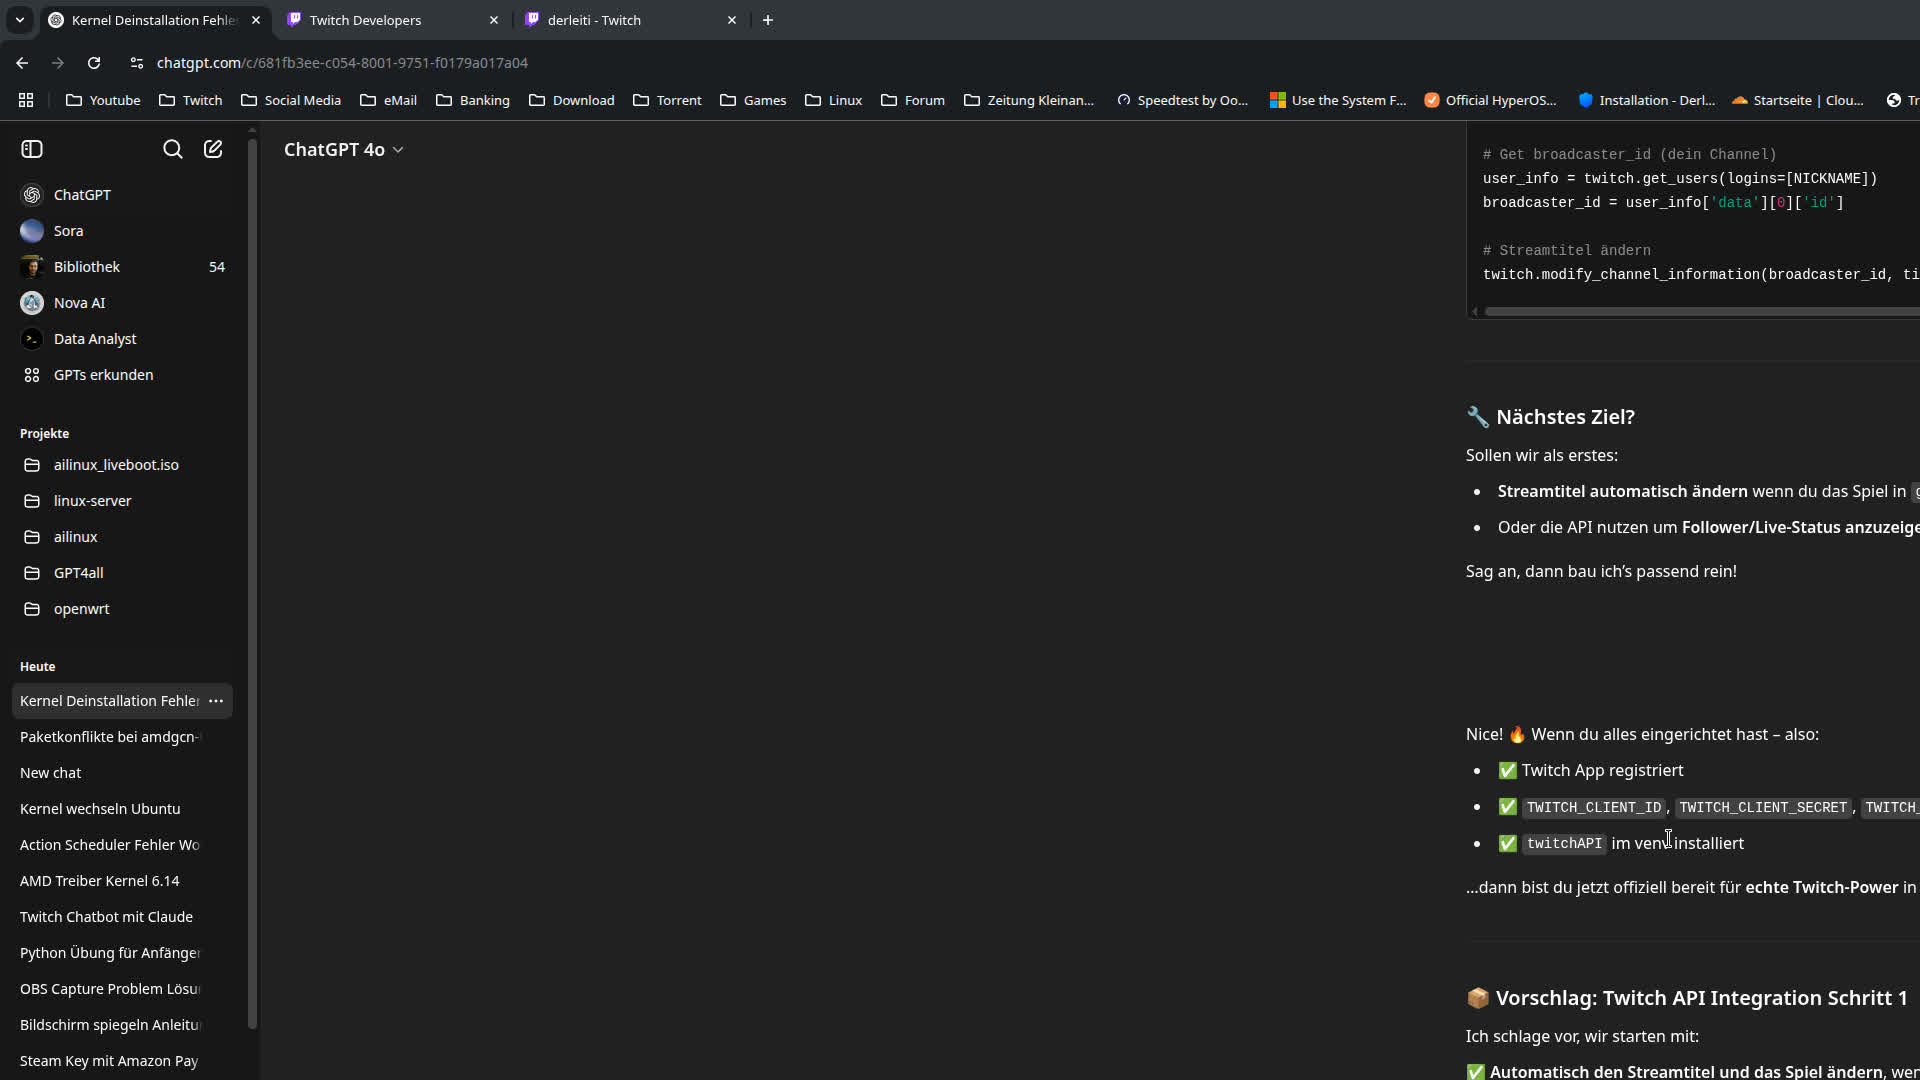 Kernel Deinstallation Fehle
Twitch Developers
derleiti - Twitch
chatgpt.com/c/681fb3ee-c054-8001-9751-f0179a017a04
Youtube
Twitch
Social Media
eMail
Banking
Download
Torrent
Games
Linux
Forum
Zeitung Kleinan...
Speedtest by Oo...
Use the System F...
Official HyperOS...
Installation - Derl...
Startseite | Clou...
Tr
ChatGPT 4o
ChatGPT
Sora
Bibliothek 54
Nova AI
Data Analyst
GPTs erkunden
Projekte
ailinux_liveboot.iso
linux-server
ailinux
GPT4all
openwrt
Heute
Kernel Deinstallation Fehler
Paketkonflikte bei amdgcn-
New chat
Kernel wechseln Ubuntu
Action Scheduler Fehler Wo
AMD Treiber Kernel 6.14
Twitch Chatbot mit Claude
Python Übung für Anfänger
OBS Capture Problem Lösu
Bildschirm spiegeln Anleitu
Steam Key mit Amazon Pay
# Get broadcaster_id (dein Channel)
user_info = twitch.get_users(logins=[NICKNAME])
broadcaster_id = user_info['data'][0]['id']
# Streamtitel ändern
twitch.modify_channel_information(broadcaster_id, ti
🔧 Nächstes Ziel?
Sollen wir als erstes:
• Streamtitel automatisch ändern wenn du das Spiel in g
• Oder die API nutzen um Follower/Live-Status anzuzeige
Sag an, dann bau ich’s passend rein!
Nice! 🔥 Wenn du alles eingerichtet hast – also:
• ✅ Twitch App registriert
• ✅ TWITCH_CLIENT_ID, TWITCH_CLIENT_SECRET, TWITCH_
• ✅ twitchAPI im venv installiert
…dann bist du jetzt offiziell bereit für echte Twitch-Power in
📦 Vorschlag: Twitch API Integration Schritt 1
Ich schlage vor, wir starten mit:
✅ Automatisch den Streamtitel und das Spiel ändern, wer